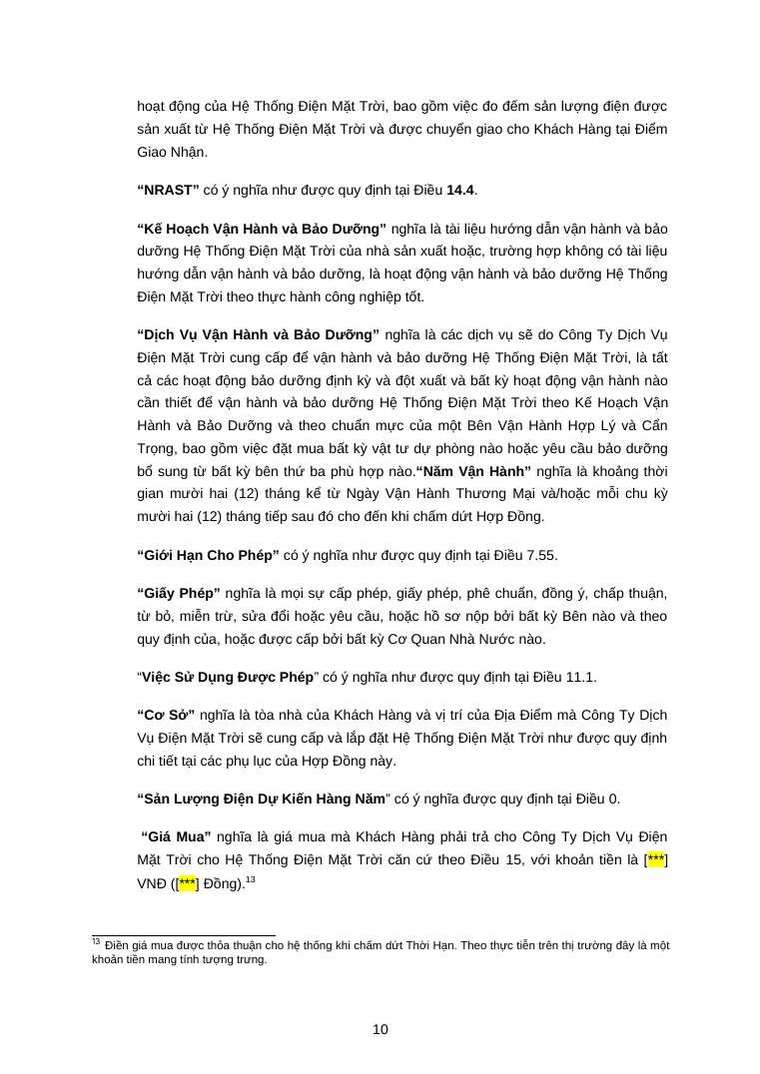 hoạt động của Hệ Thống Điện Mặt Trời, bao gồm việc đo đếm sản lượng điện được
sản xuất từ Hệ Thống Điện Mặt Trời và được chuyển giao cho Khách Hàng tại Điểm
Giao Nhận.
“NRAST” có ý nghĩa như được quy định tại Điều 14.4.
“Kế Hoạch Vận Hành và Bảo Dưỡng” nghĩa là tài liệu hướng dẫn vận hành và bảo
dưỡng Hệ Thống Điện Mặt Trời của nhà sản xuất hoặc, trường hợp không có tài liệu
hướng dẫn vận hành và bảo dưỡng, là hoạt động vận hành và bảo dưỡng Hệ Thống
Điện Mặt Trời theo thực hành công nghiệp tốt.
“Dịch Vụ Vận Hành và Bảo Dưỡng” nghĩa là các dịch vụ sẽ do Công Ty Dịch Vụ
Điện Mặt Trời cung cấp để vận hành và bảo dưỡng Hệ Thống Điện Mặt Trời, là tất
cả các hoạt động bảo dưỡng định kỳ và đột xuất và bất kỳ hoạt động vận hành nào
cần thiết để vận hành và bảo dưỡng Hệ Thống Điện Mặt Trời theo Kế Hoạch Vận
Hành và Bảo Dưỡng và theo chuẩn mực của một Bên Vận Hành Hợp Lý và Cẩn
Trọng, bao gồm việc đặt mua bất kỳ vật tư dự phòng nào hoặc yêu cầu bảo dưỡng
bổ sung từ bất kỳ bên thứ ba phù hợp nào.“Năm Vận Hành” nghĩa là khoảng thời
gian mười hai (12) tháng kể từ Ngày Vận Hành Thương Mại và/hoặc mỗi chu kỳ
mười hai (12) tháng tiếp sau đó cho đến khi chấm dứt Hợp Đồng.
“Giới Hạn Cho Phép” có ý nghĩa như được quy định tại Điều 7.55.
“Giấy Phép” nghĩa là mọi sự cấp phép, giấy phép, phê chuẩn, đồng ý, chấp thuận,
từ bỏ, miễn trừ, sửa đổi hoặc yêu cầu, hoặc hồ sơ nộp bởi bất kỳ Bên nào và theo
quy định của, hoặc được cấp bởi bất kỳ Cơ Quan Nhà Nước nào.
“Việc Sử Dụng Được Phép” có ý nghĩa như được quy định tại Điều 11.1.
“Cơ Sở” nghĩa là tòa nhà của Khách Hàng và vị trí của Địa Điểm mà Công Ty Dịch
Vụ Điện Mặt Trời sẽ cung cấp và lắp đặt Hệ Thống Điện Mặt Trời như được quy định
chi tiết tại các phụ lục của Hợp Đồng này.
“Sản Lượng Điện Dự Kiến Hàng Năm” có ý nghĩa được quy định tại Điều 0.
“Giá Mua” nghĩa là giá mua mà Khách Hàng phải trả cho Công Ty Dịch Vụ Điện
Mặt Trời cho Hệ Thống Điện Mặt Trời căn cứ theo Điều 15, với khoản tiền là [***]
VNĐ ([***] Đồng).13
13 Điền giá mua được thỏa thuận cho hệ thống khi chấm dứt Thời Hạn. Theo thực tiễn trên thị trường đây là một
khoản tiền mang tính tượng trưng.
10